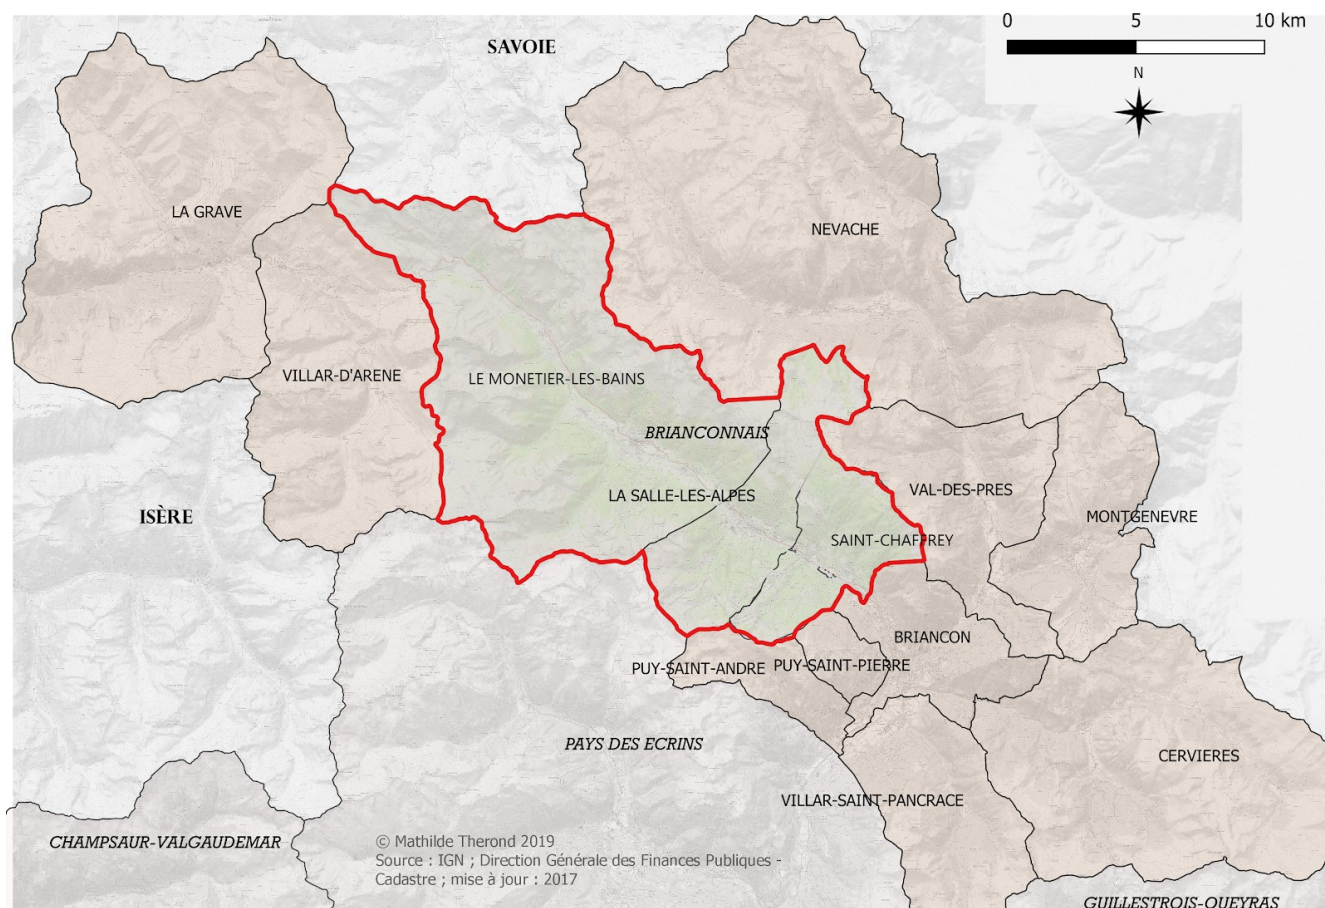 0 5 10 km
SAVOIE
N
LA GRAVE
NEVACHE
VILLAR-D'ARENE
LE MONETIER-LES-BAINS
BRIANCONNAIS
VAL-DES-PRES
LA SALLE-LES-ALPES
ISÈRE
MONTGENEVRE
SAINT-CHAFFREY
BRIANCON
PUY-SAINT-ANDRE
PUY-SAINT-PIERRE
PAYS DES ECRINS
CERVIERES
VILLAR-SAINT-PANCRACE
CHAMPSAUR-VALGAUDEMAR
© Mathilde Therond 2019
Source : IGN ; Direction Générale des Finances Publiques -
Cadastre ; mise à jour : 2017
GUILLESTROIS-QUEYRAS